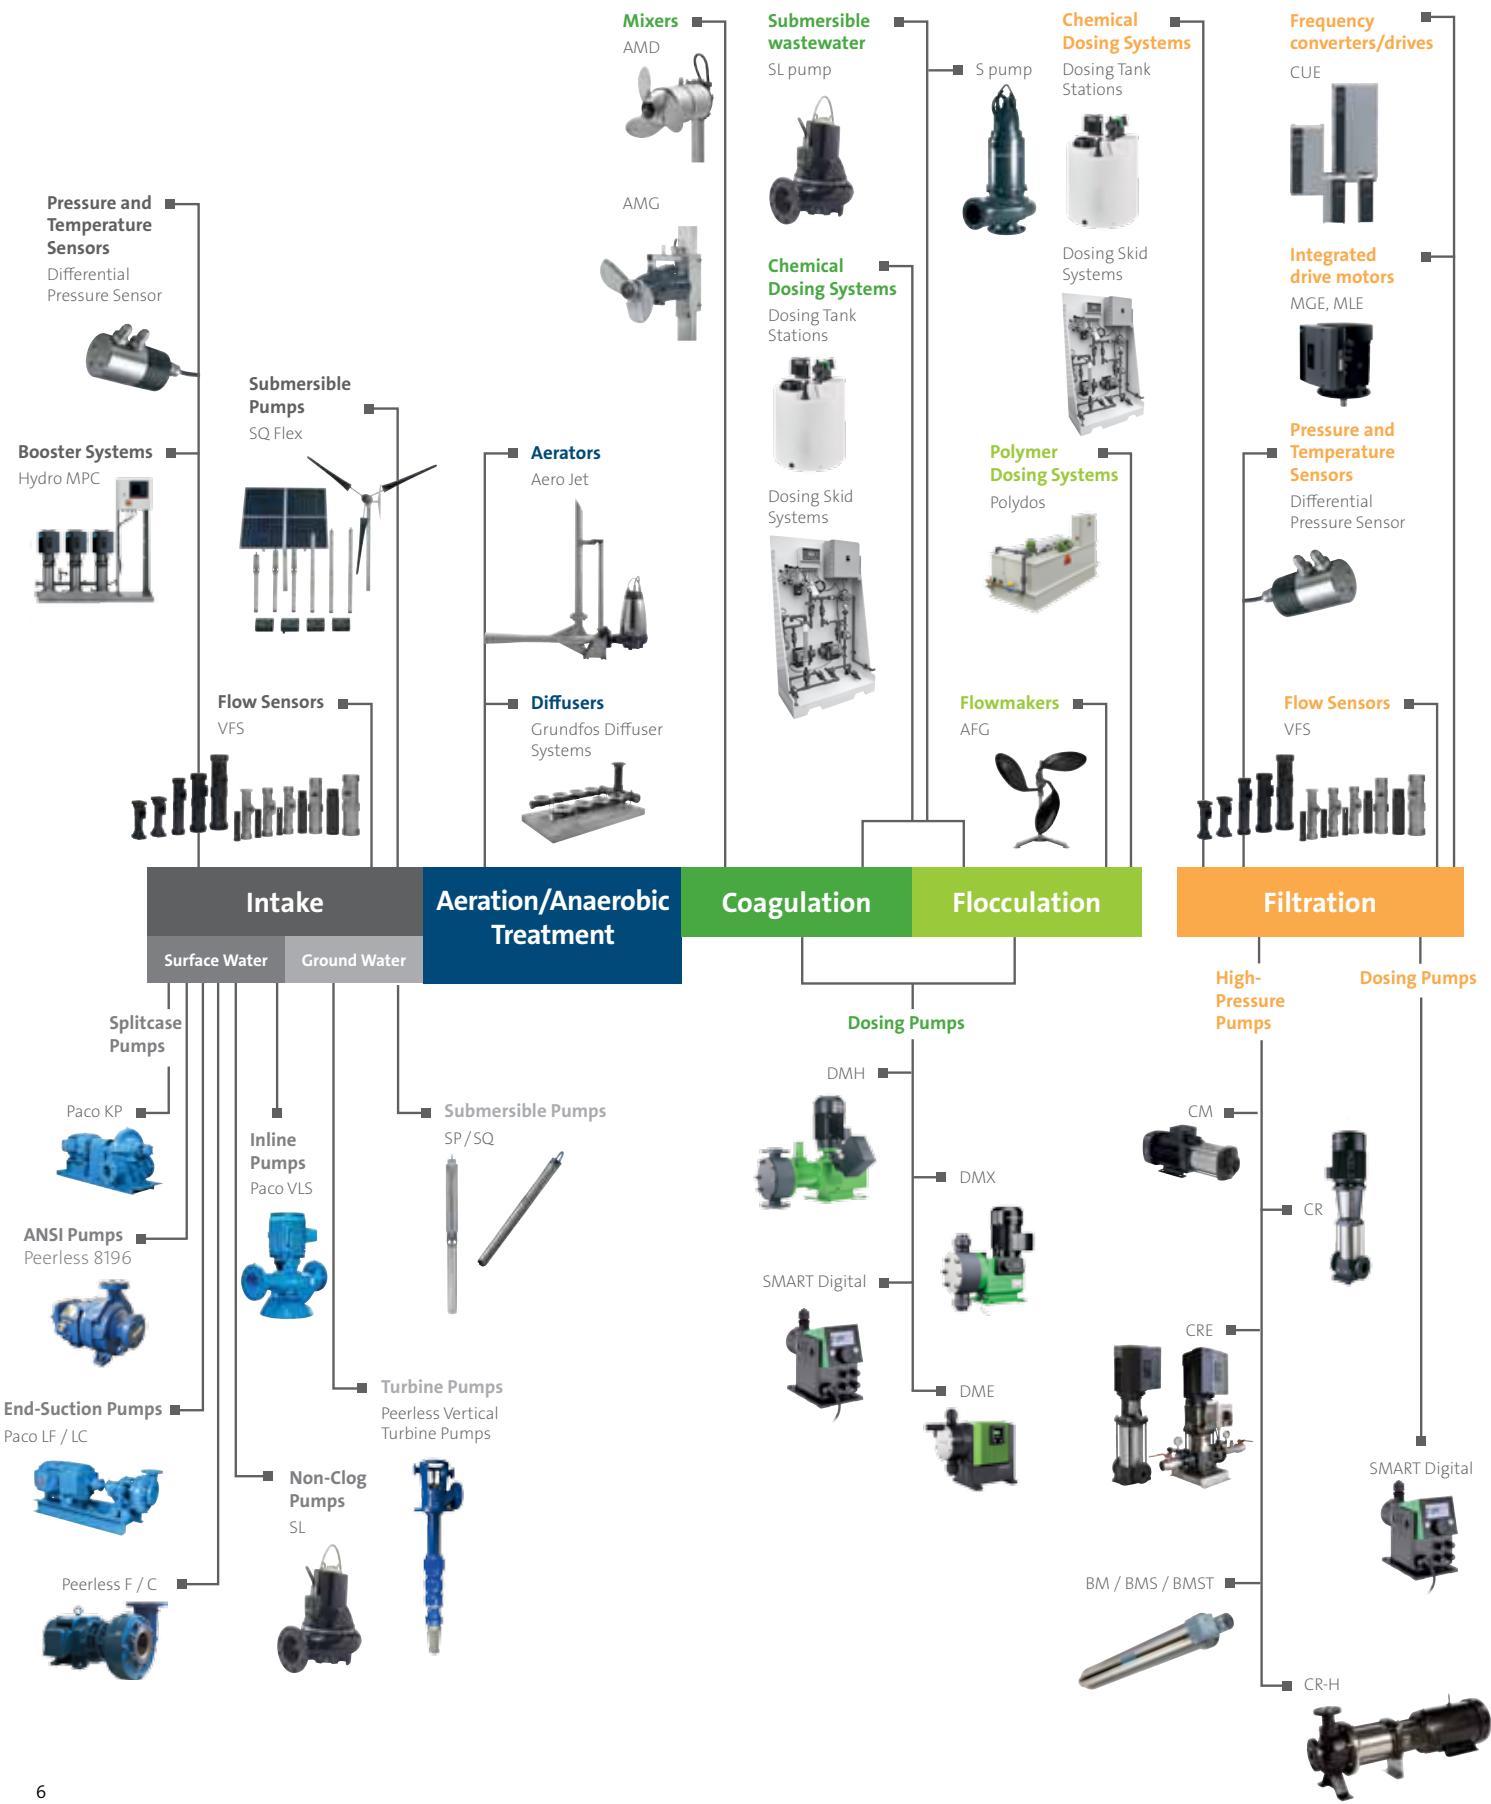 Mixers
AMD
AMG
Submersible
wastewater
SL pump
S pump
Chemical
Dosing Systems
Dosing Tank
Stations
Dosing Skid
Systems
Chemical
Dosing Systems
Dosing Tank
Stations
Dosing Skid
Systems
Frequency
converters/drives
CUE
Integrated
drive motors
MGE, MLE
Pressure and
Temperature
Sensors
Differential
Pressure Sensor
Pressure and
Temperature
Sensors
Differential
Pressure Sensor
Booster Systems
Hydro MPC
Submersible
Pumps
SQ Flex
Aerators
Aero Jet
Polymer
Dosing Systems
Polydos
Flow Sensors
VFS
Diffusers
Grundfos Diffuser
Systems
Flowmakers
AFG
Flow Sensors
VFS
Intake
Aeration/Anaerobic
Treatment
Coagulation
Flocculation
Filtration
Surface Water
Ground Water
Splitcase
Pumps
Paco KP
ANSI Pumps
Peerless 8196
End-Suction Pumps
Paco LF / LC
Peerless F / C
Inline
Pumps
Paco VLS
Non-Clog
Pumps
SL
Submersible Pumps
SP / SQ
Turbine Pumps
Peerless Vertical
Turbine Pumps
Dosing Pumps
DMH
DMX
SMART Digital
DME
High-
Pressure
Pumps
CM
CR
CRE
BM / BMS / BMST
CR-H
Dosing Pumps
SMART Digital
6